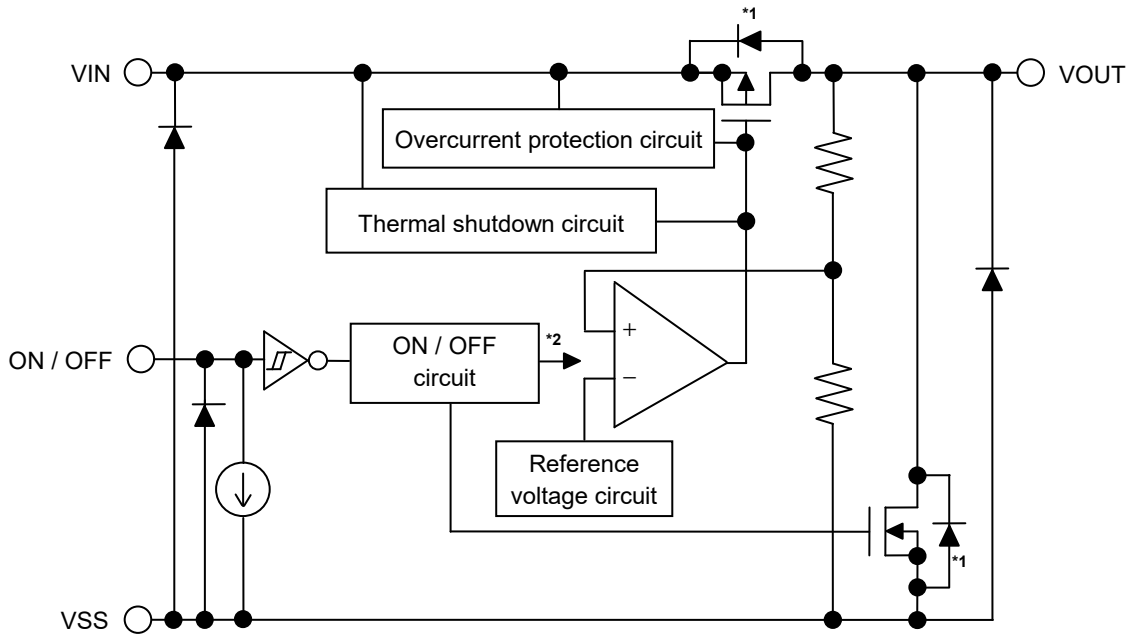 *1
VIN
VOUT
Overcurrent protection circuit
Thermal shutdown circuit
ON / OFF
ON / OFF
circuit
*2
+
−
Reference
voltage circuit
*1
VSS